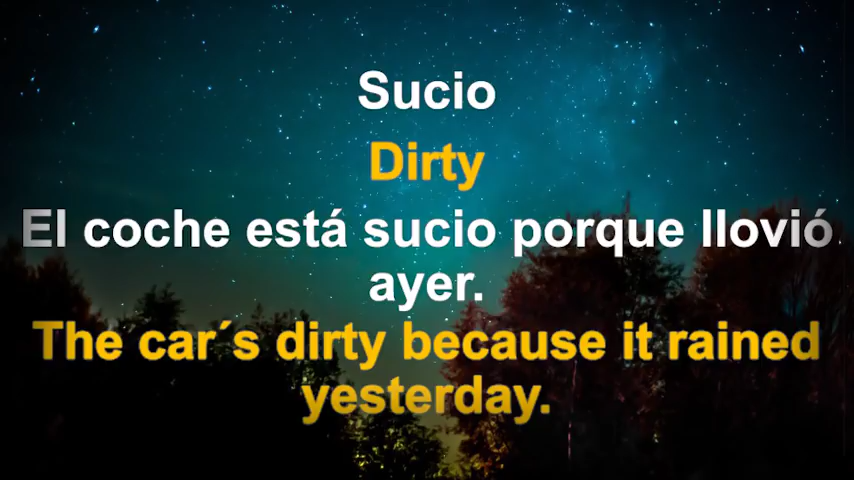 Sucio
Dirty
El coche está sucio porque llovió
ayer.
The car´s dirty because it rained
yesterday.